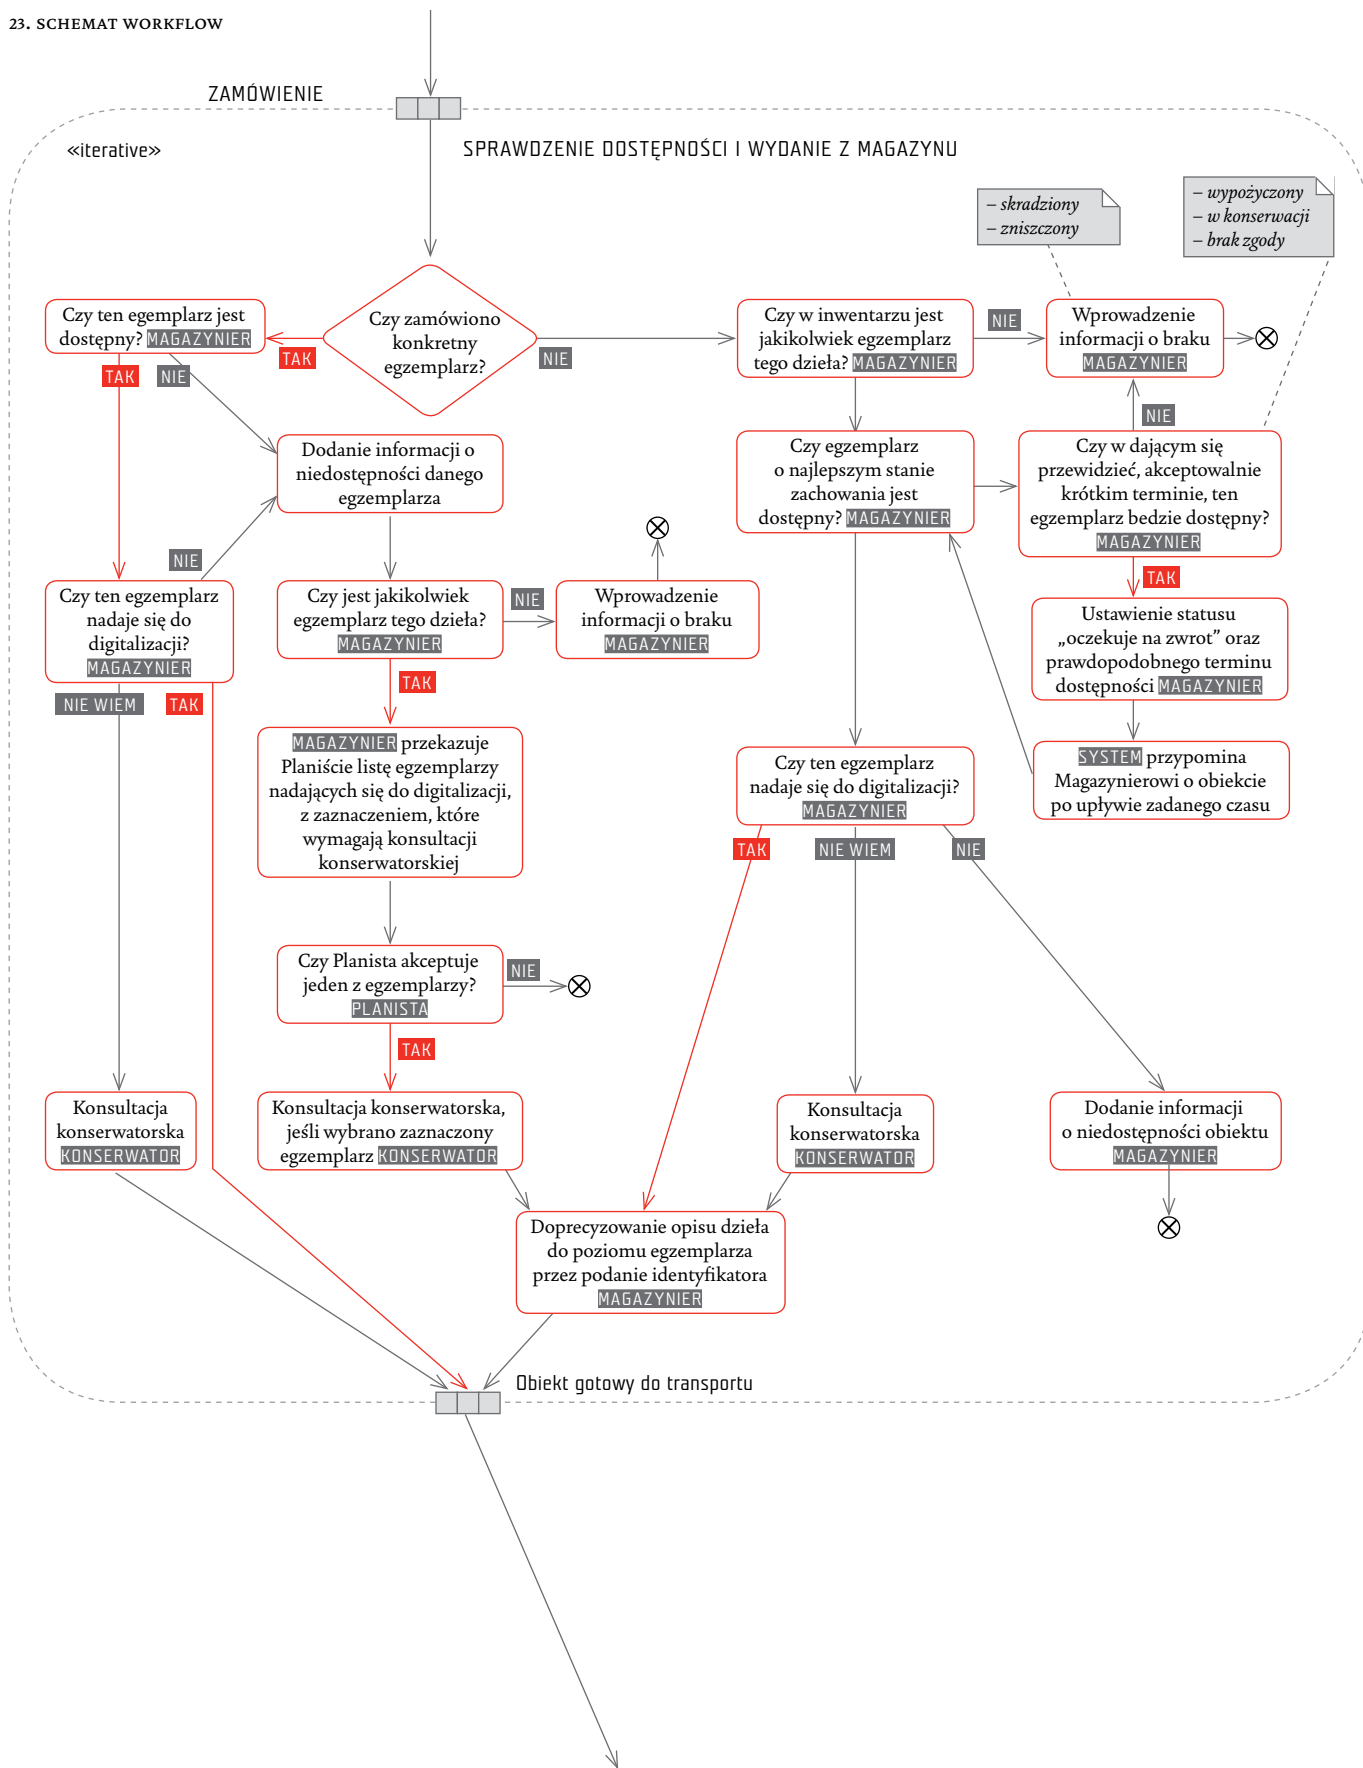 23. SCHEMAT WORKFLOW
ZAMÓWIENIE
«iterative»
SPRAWDZENIE DOSTĘPNOŚCI I WYDANIE Z MAGAZYNU
– skradziony
– zniszczony
– wypożyczony
– w konserwacji
– brak zgody
Czy ten egemplarz jest
dostępny? MAGAZYNIER
TAK
NIE
Czy zamówiono
konkretny
egzemplarz?
TAK
NIE
Czy w inwentarzu jest
jakikolwiek egzemplarz
tego dzieła? MAGAZYNIER
NIE
Wprowadzenie
informacji o braku
MAGAZYNIER
NIE
Dodanie informacji o
niedostępności danego
egzemplarza
Czy egzemplarz
o najlepszym stanie
zachowania jest
dostępny? MAGAZYNIER
Czy w dającym się
przewidzieć, akceptowalnie
krótkim terminie, ten
egzemplarz bedzie dostępny?
MAGAZYNIER
TAK
NIE
Czy ten egzemplarz
nadaje się do
digitalizacji?
MAGAZYNIER
NIE WIEM
TAK
Czy jest jakikolwiek
egzemplarz tego dzieła?
MAGAZYNIER
NIE
TAK
Wprowadzenie
informacji o braku
MAGAZYNIER
Ustawienie statusu
„oczekuje na zwrot” oraz
prawdopodobnego terminu
dostępności MAGAZYNIER
MAGAZYNIER przekazuje
Planiście listę egzemplarzy
nadających się do digitalizacji,
z zaznaczeniem, które
wymagają konsultacji
konserwatorskiej
Czy ten egzemplarz
nadaje się do digitalizacji?
MAGAZYNIER
TAK
NIE WIEM
NIE
SYSTEM przypomina
Magazynierowi o obiekcie
po upływie zadanego czasu
Czy Planista akceptuje
jeden z egzemplarzy?
PLANISTA
NIE
TAK
Konsultacja
konserwatorska
KONSERWATOR
Konsultacja konserwatorska,
jeśli wybrano zaznaczony
egzemplarz KONSERWATOR
Konsultacja
konserwatorska
KONSERWATOR
Dodanie informacji
o niedostępności obiektu
MAGAZYNIER
Doprecyzowanie opisu dzieła
do poziomu egzemplarza
przez podanie identyfikatora
MAGAZYNIER
Obiekt gotowy do transportu